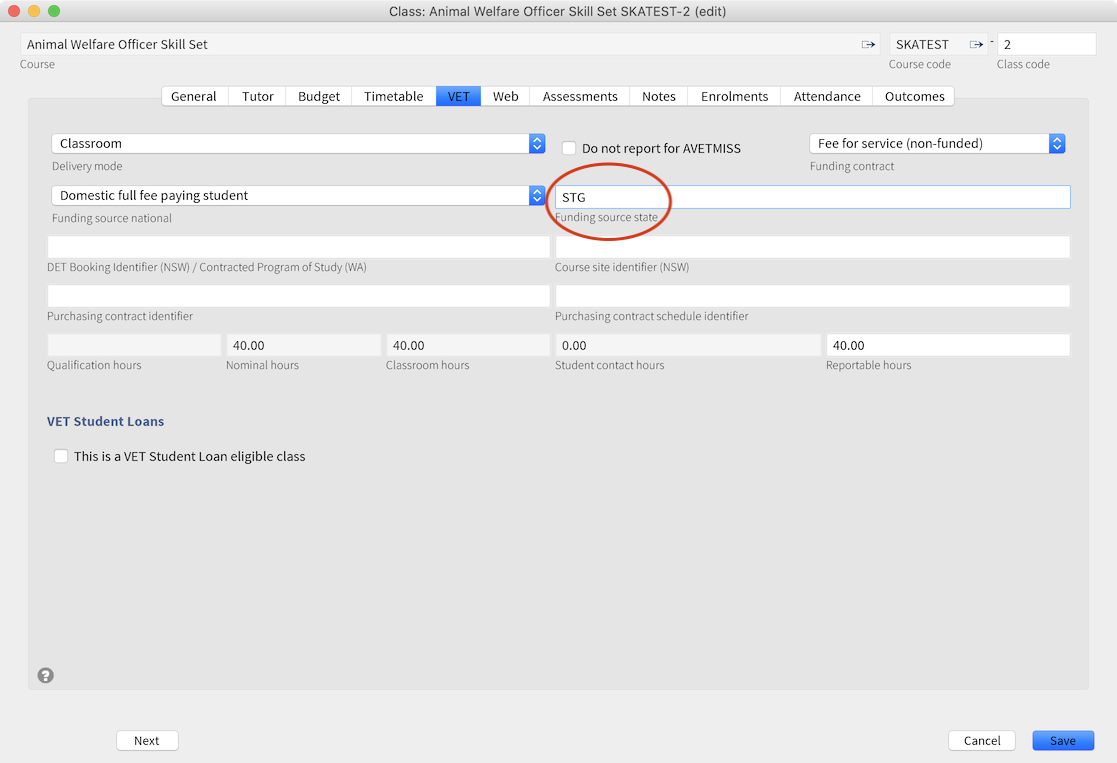 Class: Animal Welfare Officer Skill Set SKATEST-2 (edit)
Animal Welfare Officer Skill Set SKATEST - 2
Course Course code Class code
General Tutor Budget Timetable VET Web Assessments Notes Enrolments Attendance Outcomes
Classroom Do not report for AVETMISS Fee for service (non-funded)
Delivery mode Funding contract
Domestic full fee paying student STG
Funding source national Funding source state
DET Booking Identifier (NSW) / Contracted Program of Study (WA) Course site identifier (NSW)
Purchasing contract identifier Purchasing contract schedule identifier
40.00 40.00 0.00 40.00
Qualification hours Nominal hours Classroom hours Student contact hours Reportable hours
VET Student Loans
This is a VET Student Loan eligible class
?
Next Cancel Save